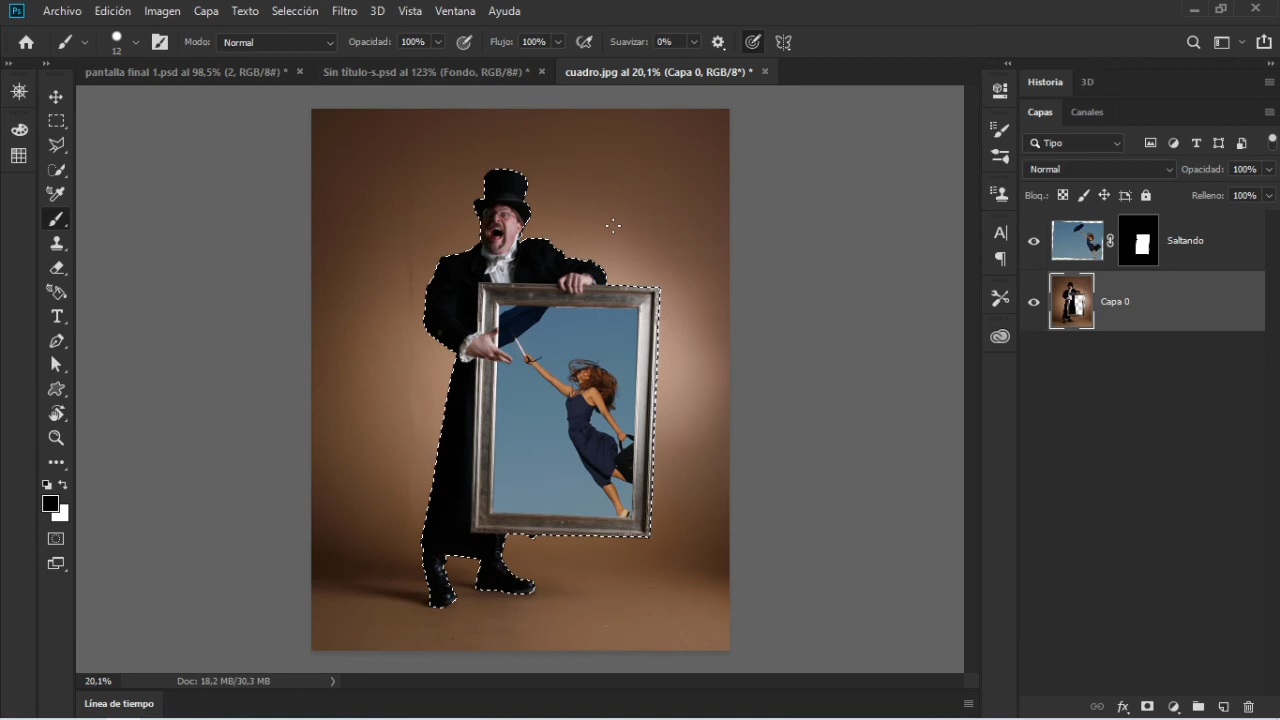 Ps Archivo Edición Imagen Capa Texto Selección Filtro 3D Vista Ventana Ayuda
12 Modo: Normal Opacidad: 100% Flujo: 100% Suavizar: 0%
pantalla final 1.psd al 98,5% (2, RGB/8#) * Sin título-s.psd al 123% (Fondo, RGB/8#) * cuadro.jpg al 20,1% (Capa 0, RGB/8*) *
Historia 3D
Capas Canales
Tipo
Normal Opacidad: 100%
Bloq.: Relleno: 100%
Saltando
Capa 0
20,1% Doc: 18,2 MB/30,3 MB
Línea de tiempo